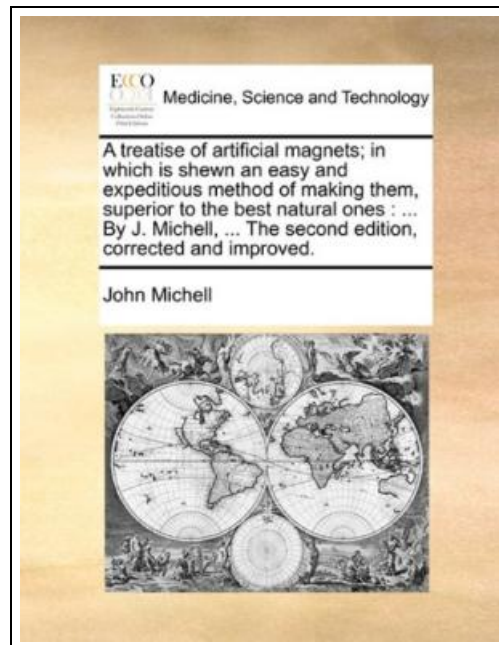 ECCO
Medicine, Science and Technology
A treatise of artificial magnets; in
which is shewn an easy and
expeditious method of making them,
superior to the best natural ones : ...
By J. Michell, ... The second edition,
corrected and improved.
John Michell